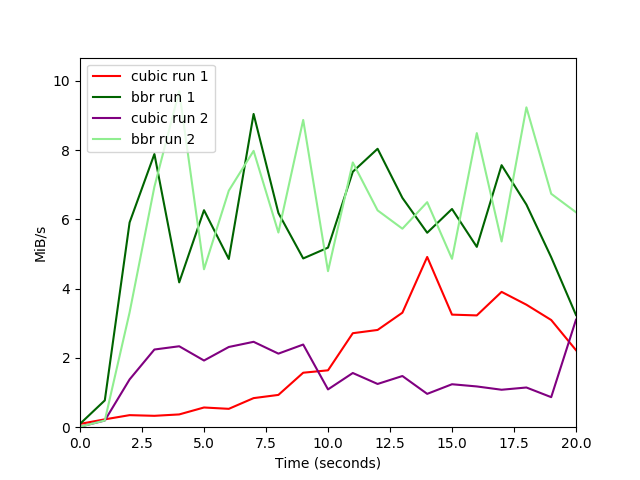 cubic run 1
bbr run 1
cubic run 2
bbr run 2
10
8
6
4
2
0
MiB/s
0.0 2.5 5.0 7.5 10.0 12.5 15.0 17.5 20.0
Time (seconds)